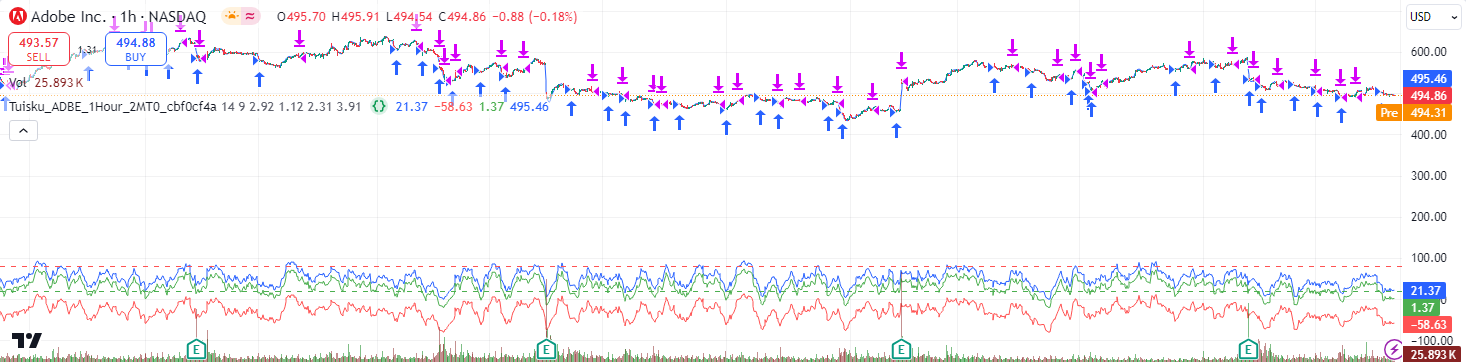 Adobe Inc. · 1h · NASDAQ O495.70 H495.91 L494.54 C494.86 −0.88 (−0.18%)
USD
493.57 SELL 1.31 494.88 BUY
Vol 25.893 K
Tuisku_ADBE_1Hour_2MT0_cbf0cf4a 14 9 2.92 1.12 2.31 3.91 21.37 −58.63 1.37 495.46
600.00
495.46
494.86
Pre 494.31
400.00
300.00
200.00
100.00
21.37
1.37
−58.63
−100.00
25.893 K
E E E E